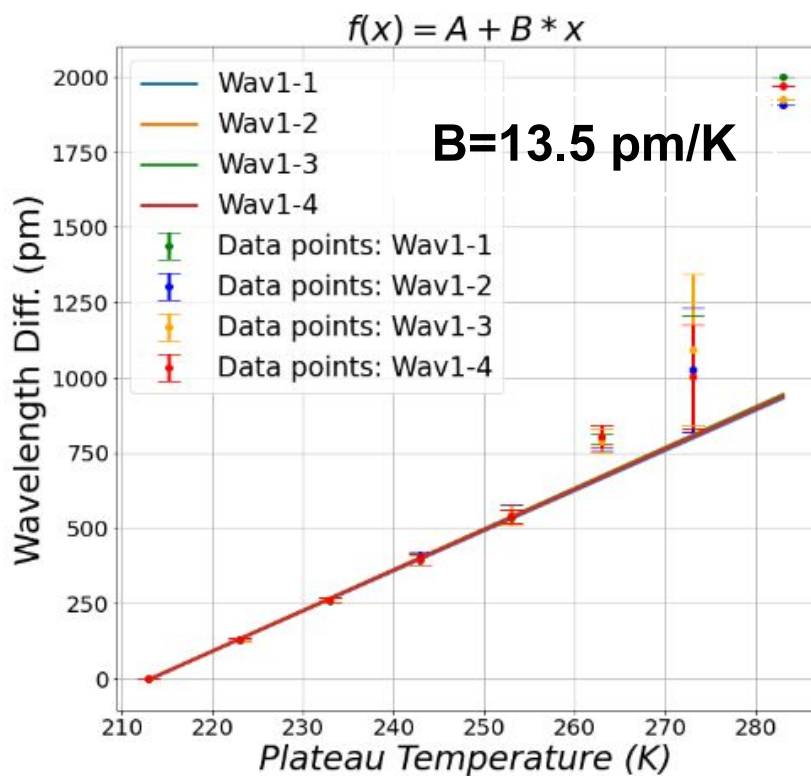 f(x) = A + B * x
Wav1-1
Wav1-2
Wav1-3
Wav1-4
Data points: Wav1-1
Data points: Wav1-2
Data points: Wav1-3
Data points: Wav1-4
B=13.5 pm/K
Wavelength Diff. (pm)
2000
1750
1500
1250
1000
750
500
250
0
210 220 230 240 250 260 270 280
Plateau Temperature (K)